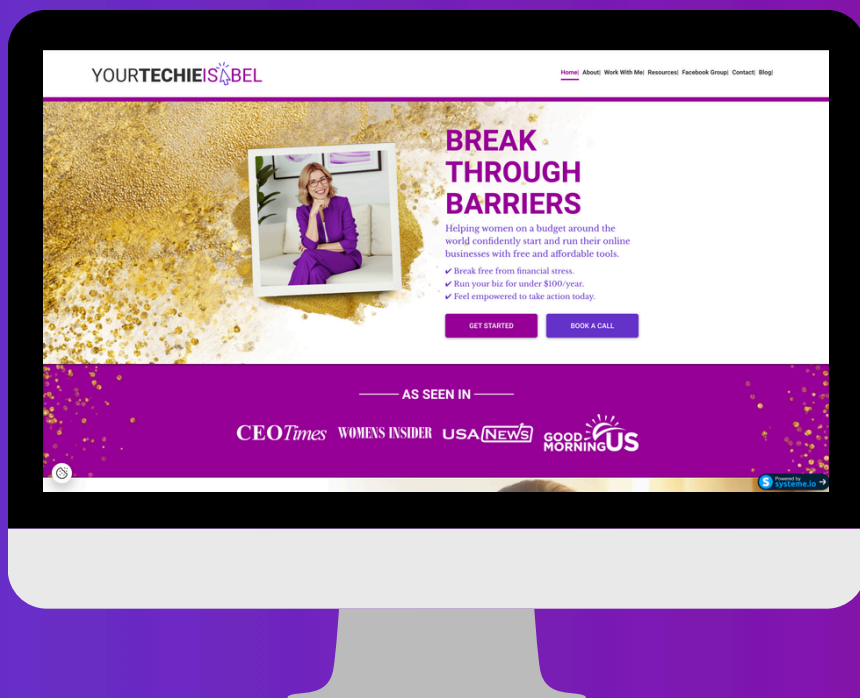 YOURTECHIEISABEL
Home| About| Work With Me| Resources| Facebook Group| Contact| Blog|
BREAK
THROUGH
BARRIERS
Helping women on a budget around the
world confidently start and run their online
businesses with free and affordable tools.
✔ Break free from financial stress.
✔ Run your biz for under $100/year.
✔ Feel empowered to take action today.
GET STARTED BOOK A CALL
AS SEEN IN
CEOTimes WOMENS INSIDER USA NEWS GOOD MORNING US
Powered by
systeme.io